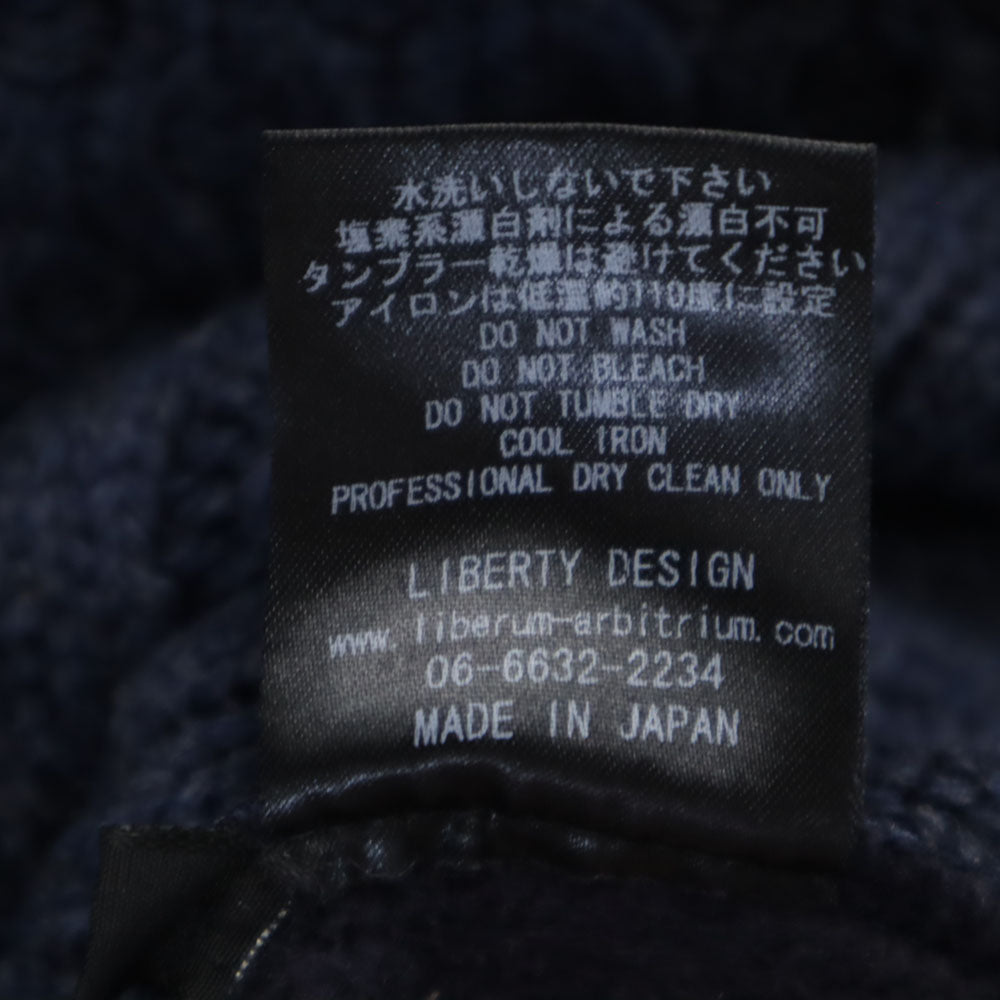 水洗いしないで下さい
塩素系漂白剤による漂白不可
タンブラー乾燥は避けてください
アイロンは低温約110度に設定
DO NOT WASH
DO NOT BLEACH
DO NOT TUMBLE DRY
COOL IRON
PROFESSIONAL DRY CLEAN ONLY
LIBERTY DESIGN
www.liberum-arbitrium.com
06-6632-2234
MADE IN JAPAN